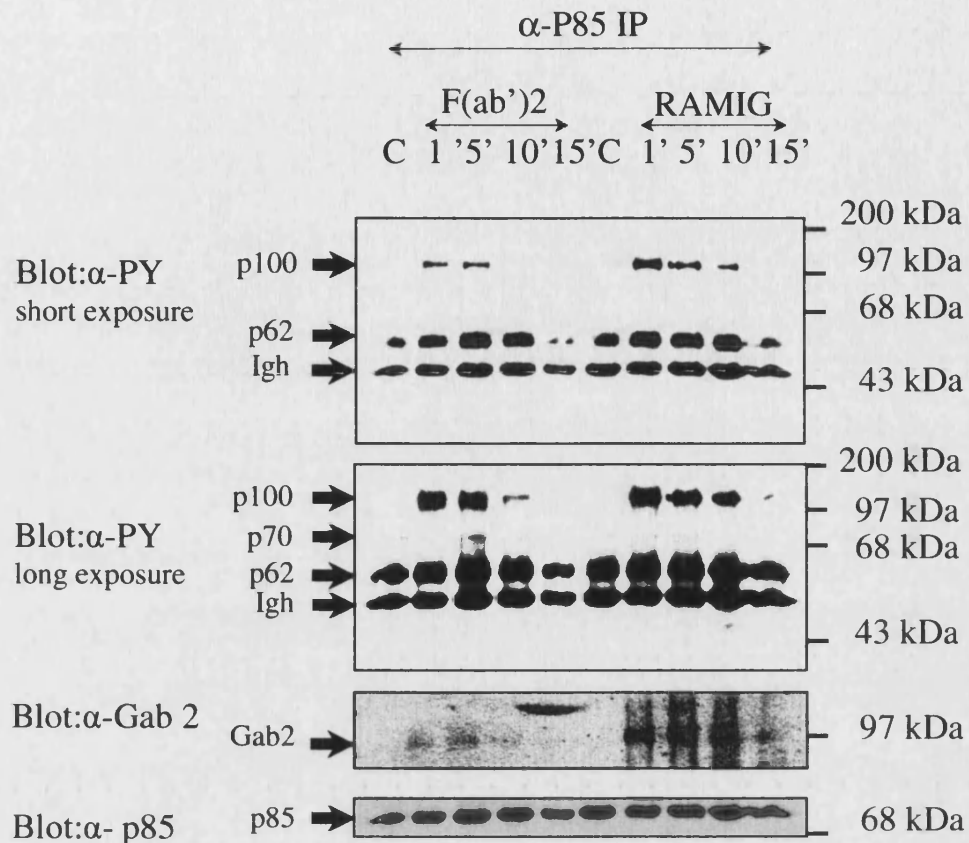 α-P85 IP
F(ab')2 RAMIG
C 1 '5' 10'15'C 1' 5' 10'15'
200 kDa
Blot:α-PY
short exposure
p100
97 kDa
68 kDa
p62
Igh
43 kDa
200 kDa
Blot:α-PY
long exposure
p100
97 kDa
p70
68 kDa
p62
Igh
43 kDa
Blot:α-Gab 2
Gab2
97 kDa
Blot:α- p85
p85
68 kDa